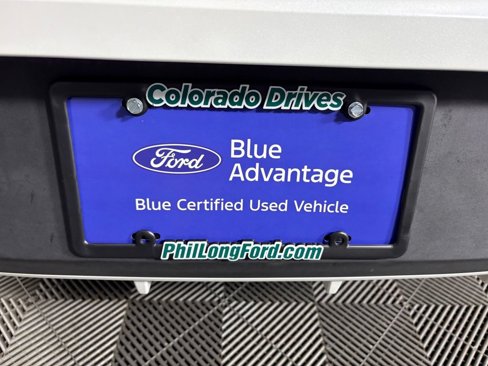 Colorado Drives
Ford
Blue
Advantage
Blue Certified Used Vehicle
PhilLongFord.com